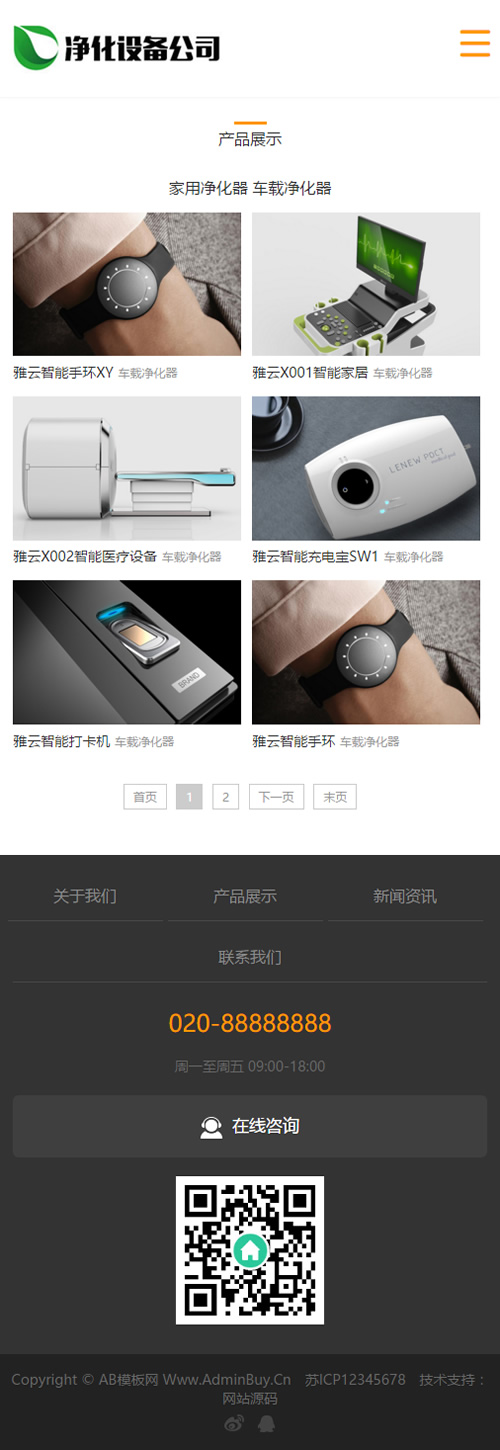 净化设备公司
产品展示
家用净化器 车载净化器
雅云智能手环XY 车载净化器
雅云X001智能家居 车载净化器
LENEW POCT
雅云X002智能医疗设备 车载净化器
雅云智能充电宝SW1 车载净化器
BRAND
雅云智能打卡机 车载净化器
雅云智能手环 车载净化器
首页 1 2 下一页 末页
关于我们 产品展示 新闻资讯
联系我们
020-88888888
周一至周五 09:00-18:00
在线咨询
Copyright © AB模板网 Www.AdminBuy.Cn 苏ICP12345678 技术支持：
网站源码